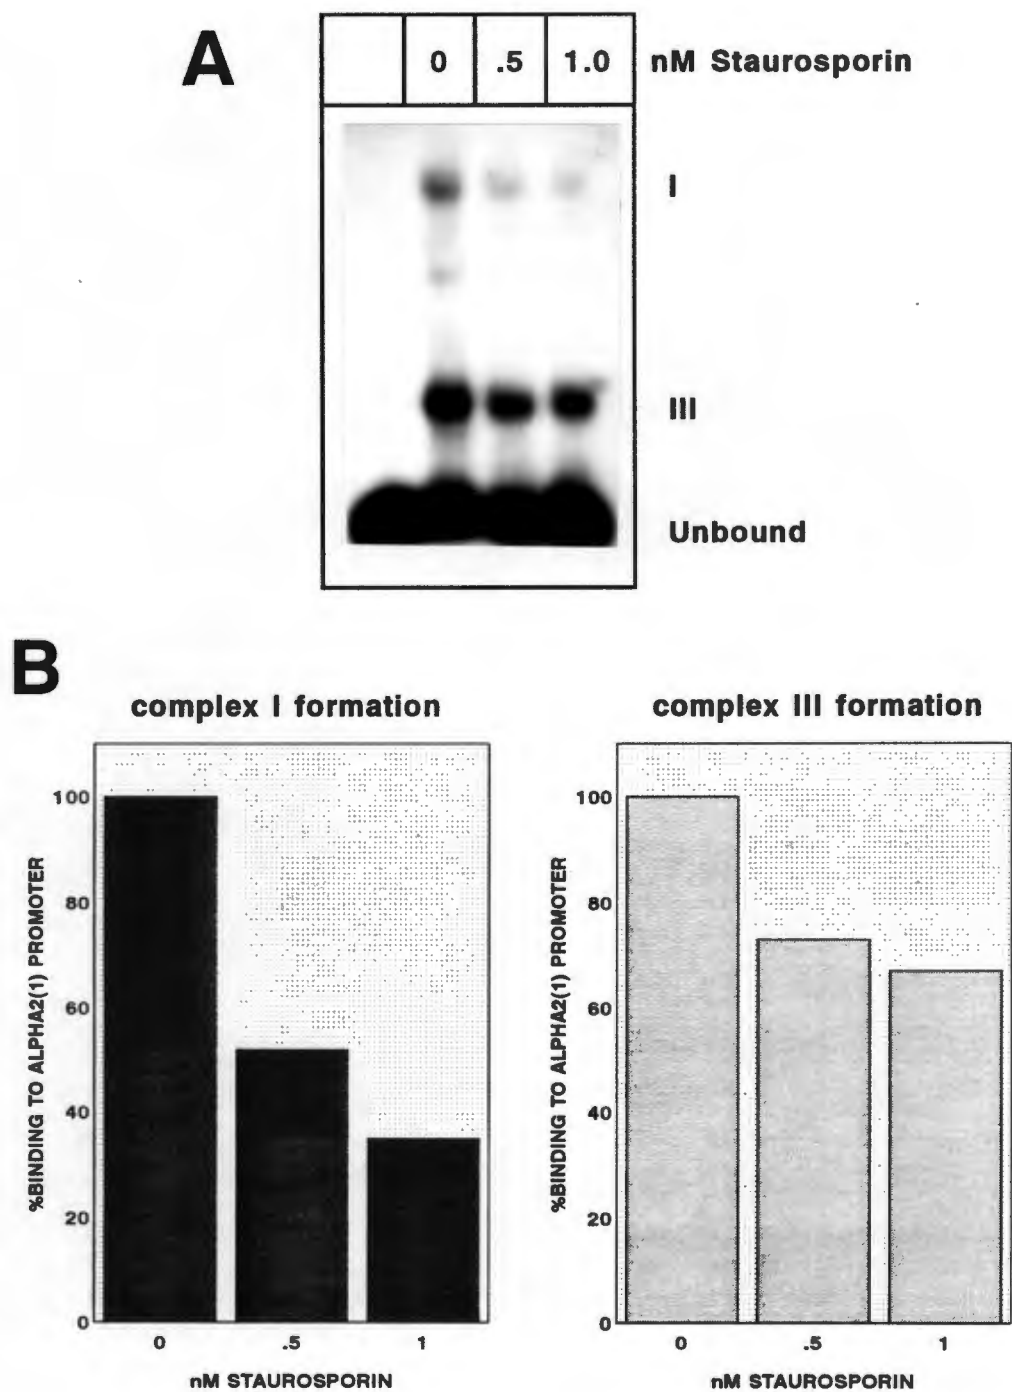 A
0 .5 1.0 nM Staurosporin
I
III
Unbound
B
complex I formation
%BINDING TO ALPHA2(1) PROMOTER
100
80
60
40
20
0
0 .5 1
nM STAUROSPORIN
complex III formation
%BINDING TO ALPHA2(1) PROMOTER
100
80
60
40
20
0
0 .5 1
nM STAUROSPORIN